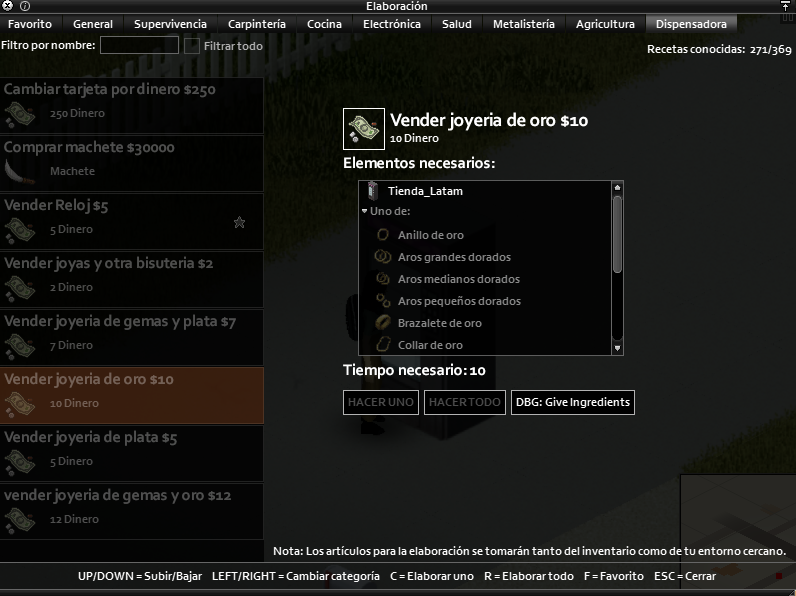 Elaboración
Favorito General Supervivencia Carpintería Cocina Electrónica Salud Metalistería Agricultura Dispensadora
Filtro por nombre: Filtrar todo
Recetas conocidas: 271/369
Cambiar tarjeta por dinero $250
250 Dinero
Comprar machete $30000
Machete
Vender Reloj $5
5 Dinero
Vender joyas y otra bisuteria $2
2 Dinero
Vender joyeria de gemas y plata $7
7 Dinero
Vender joyeria de oro $10
10 Dinero
Vender joyeria de plata $5
5 Dinero
vender joyeria de gemas y oro $12
12 Dinero
Vender joyeria de oro $10
10 Dinero
Elementos necesarios:
Tienda_Latam
Uno de:
Anillo de oro
Aros grandes dorados
Aros medianos dorados
Aros pequeños dorados
Brazalete de oro
Collar de oro
Tiempo necesario: 10
HACER UNO HACER TODO DBG: Give Ingredients
Nota: Los artículos para la elaboración se tomarán tanto del inventario como de tu entorno cercano.
UP/DOWN = Subir/Bajar LEFT/RIGHT = Cambiar categoría C = Elaborar uno R = Elaborar todo F = Favorito ESC = Cerrar